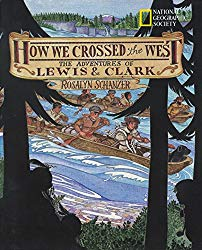 NATIONAL
GEOGRAPHIC
SOCIETY
HOW WE CROSSED the WEST
THE ADVENTURES OF
LEWIS & CLARK
ROSALYN SCHANZER